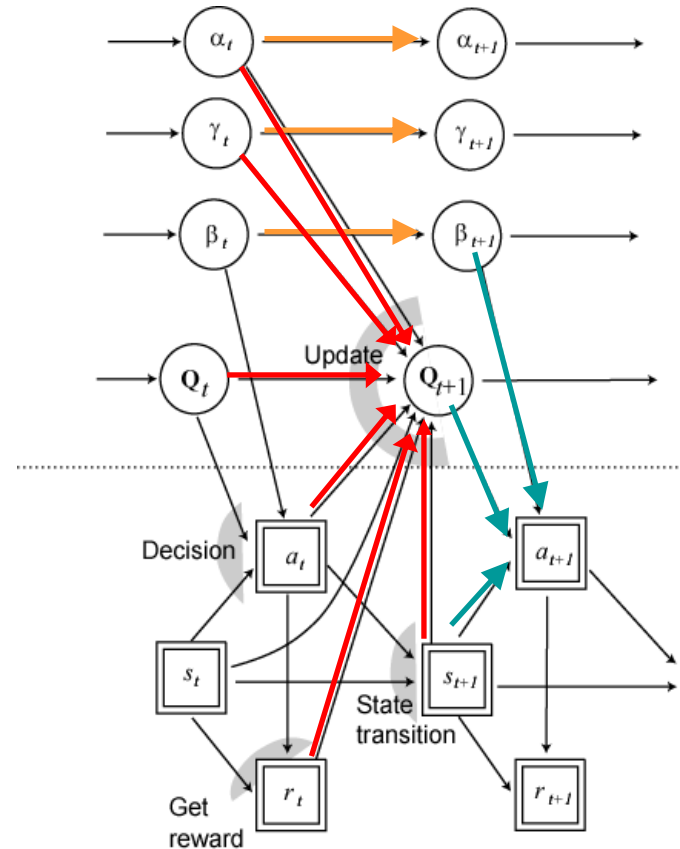 αt αt+1
γt γt+1
βt βt+1
Update
Qt Qt+1
Decision at at+1
st st+1
State
transition
Get
reward
rt rt+1